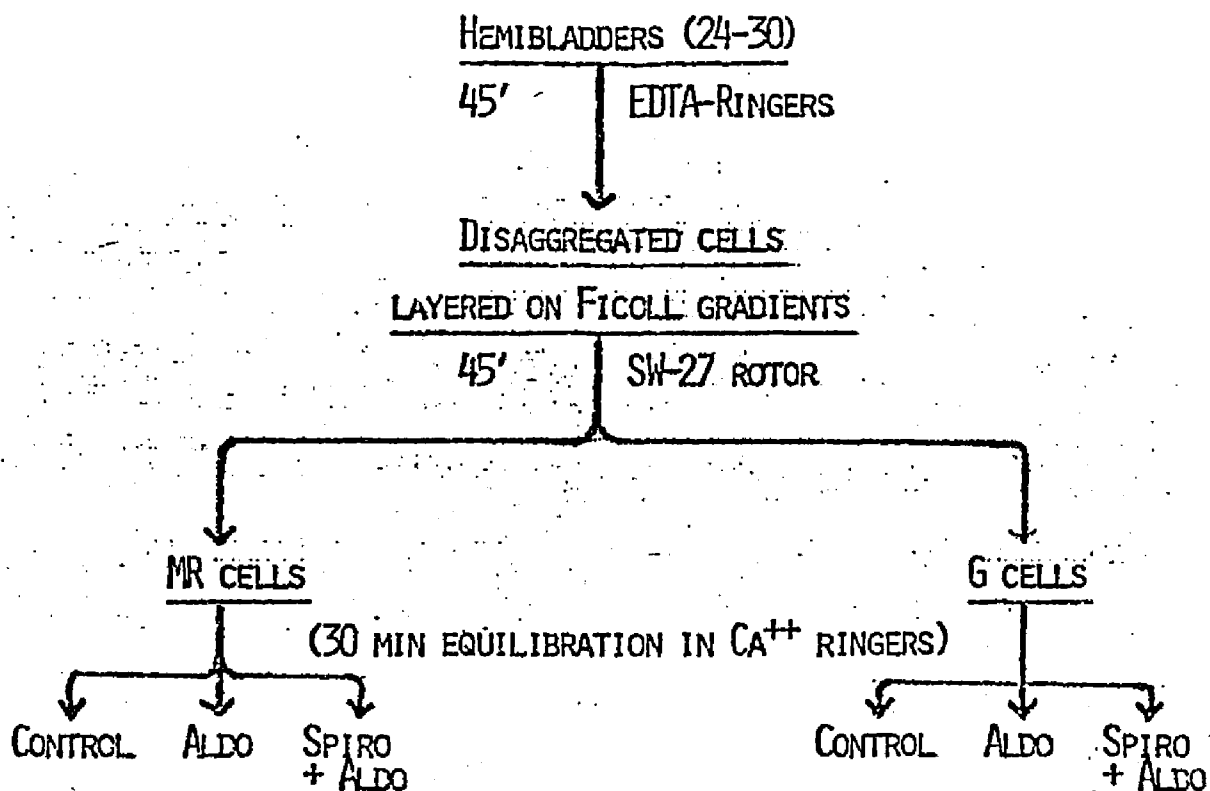 HEMIBLADDERS (24-30)
45' EDTA-RINGERS
DISAGGREGATED CELLS
LAYERED ON FICOLL GRADIENTS
45' SW-27 ROTOR
MR CELLS G CELLS
(30 MIN EQUILIBRATION IN CA++ RINGERS)
CONTROL ALDO SPIRO + ALDO
CONTROL ALDO SPIRO + ALDO